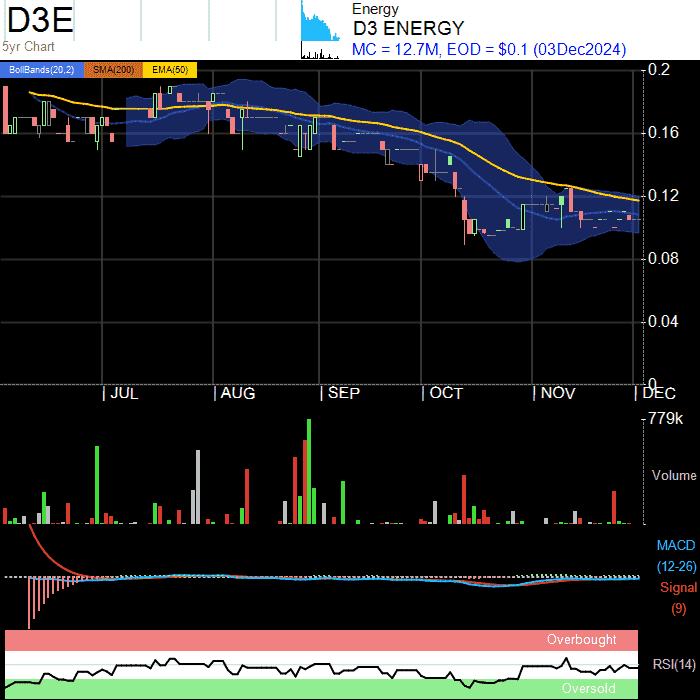 D3E
5yr Chart
Energy
D3 ENERGY
MC = 12.7M, EOD = $0.1 (03Dec2024)
BollBands(20,2) SMA(200) EMA(50)
0.2
0.16
0.12
0.08
0.04
0
JUL AUG SEP OCT NOV DEC
779k
Volume
MACD
(12-26)
Signal
(9)
Overbought
RSI(14)
Oversold